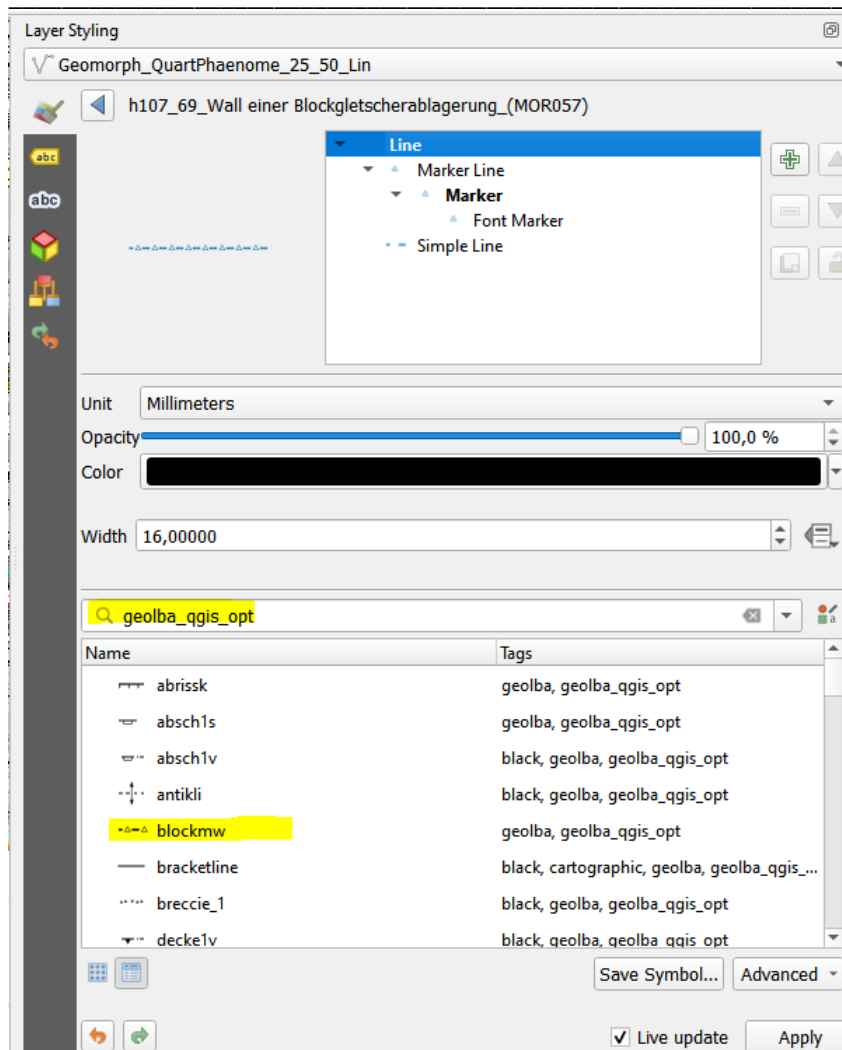 Layer Styling
Geomorph_QuartPhaenome_25_50_Lin
h107_69_Wall einer Blockgletscherablagerung_(MOR057)
abc
abc
Line
Marker Line
Marker
Font Marker
Simple Line
Unit Millimeters
Opacity 100,0 %
Color
Width 16,00000
geolba_qgis_opt
a
Name Tags
abrissk geolba, geolba_qgis_opt
absch1s geolba, geolba_qgis_opt
absch1v black, geolba, geolba_qgis_opt
antikli black, geolba, geolba_qgis_opt
blockmw geolba, geolba_qgis_opt
bracketline black, cartographic, geolba, geolba_qgis_...
breccie_1 black, geolba, geolba_qgis_opt
decke1v black, geolba, geolba_qgis_opt
Save Symbol... Advanced
Live update Apply